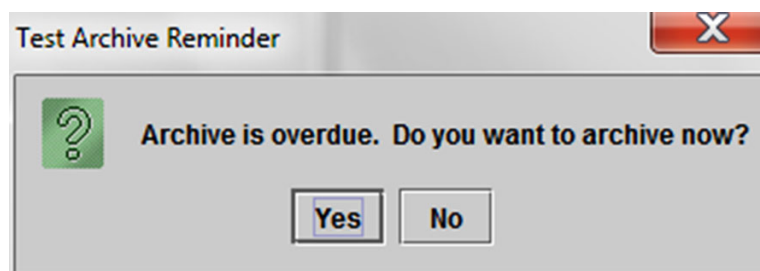 Test Archive Reminder
Archive is overdue. Do you want to archive now?
Yes No